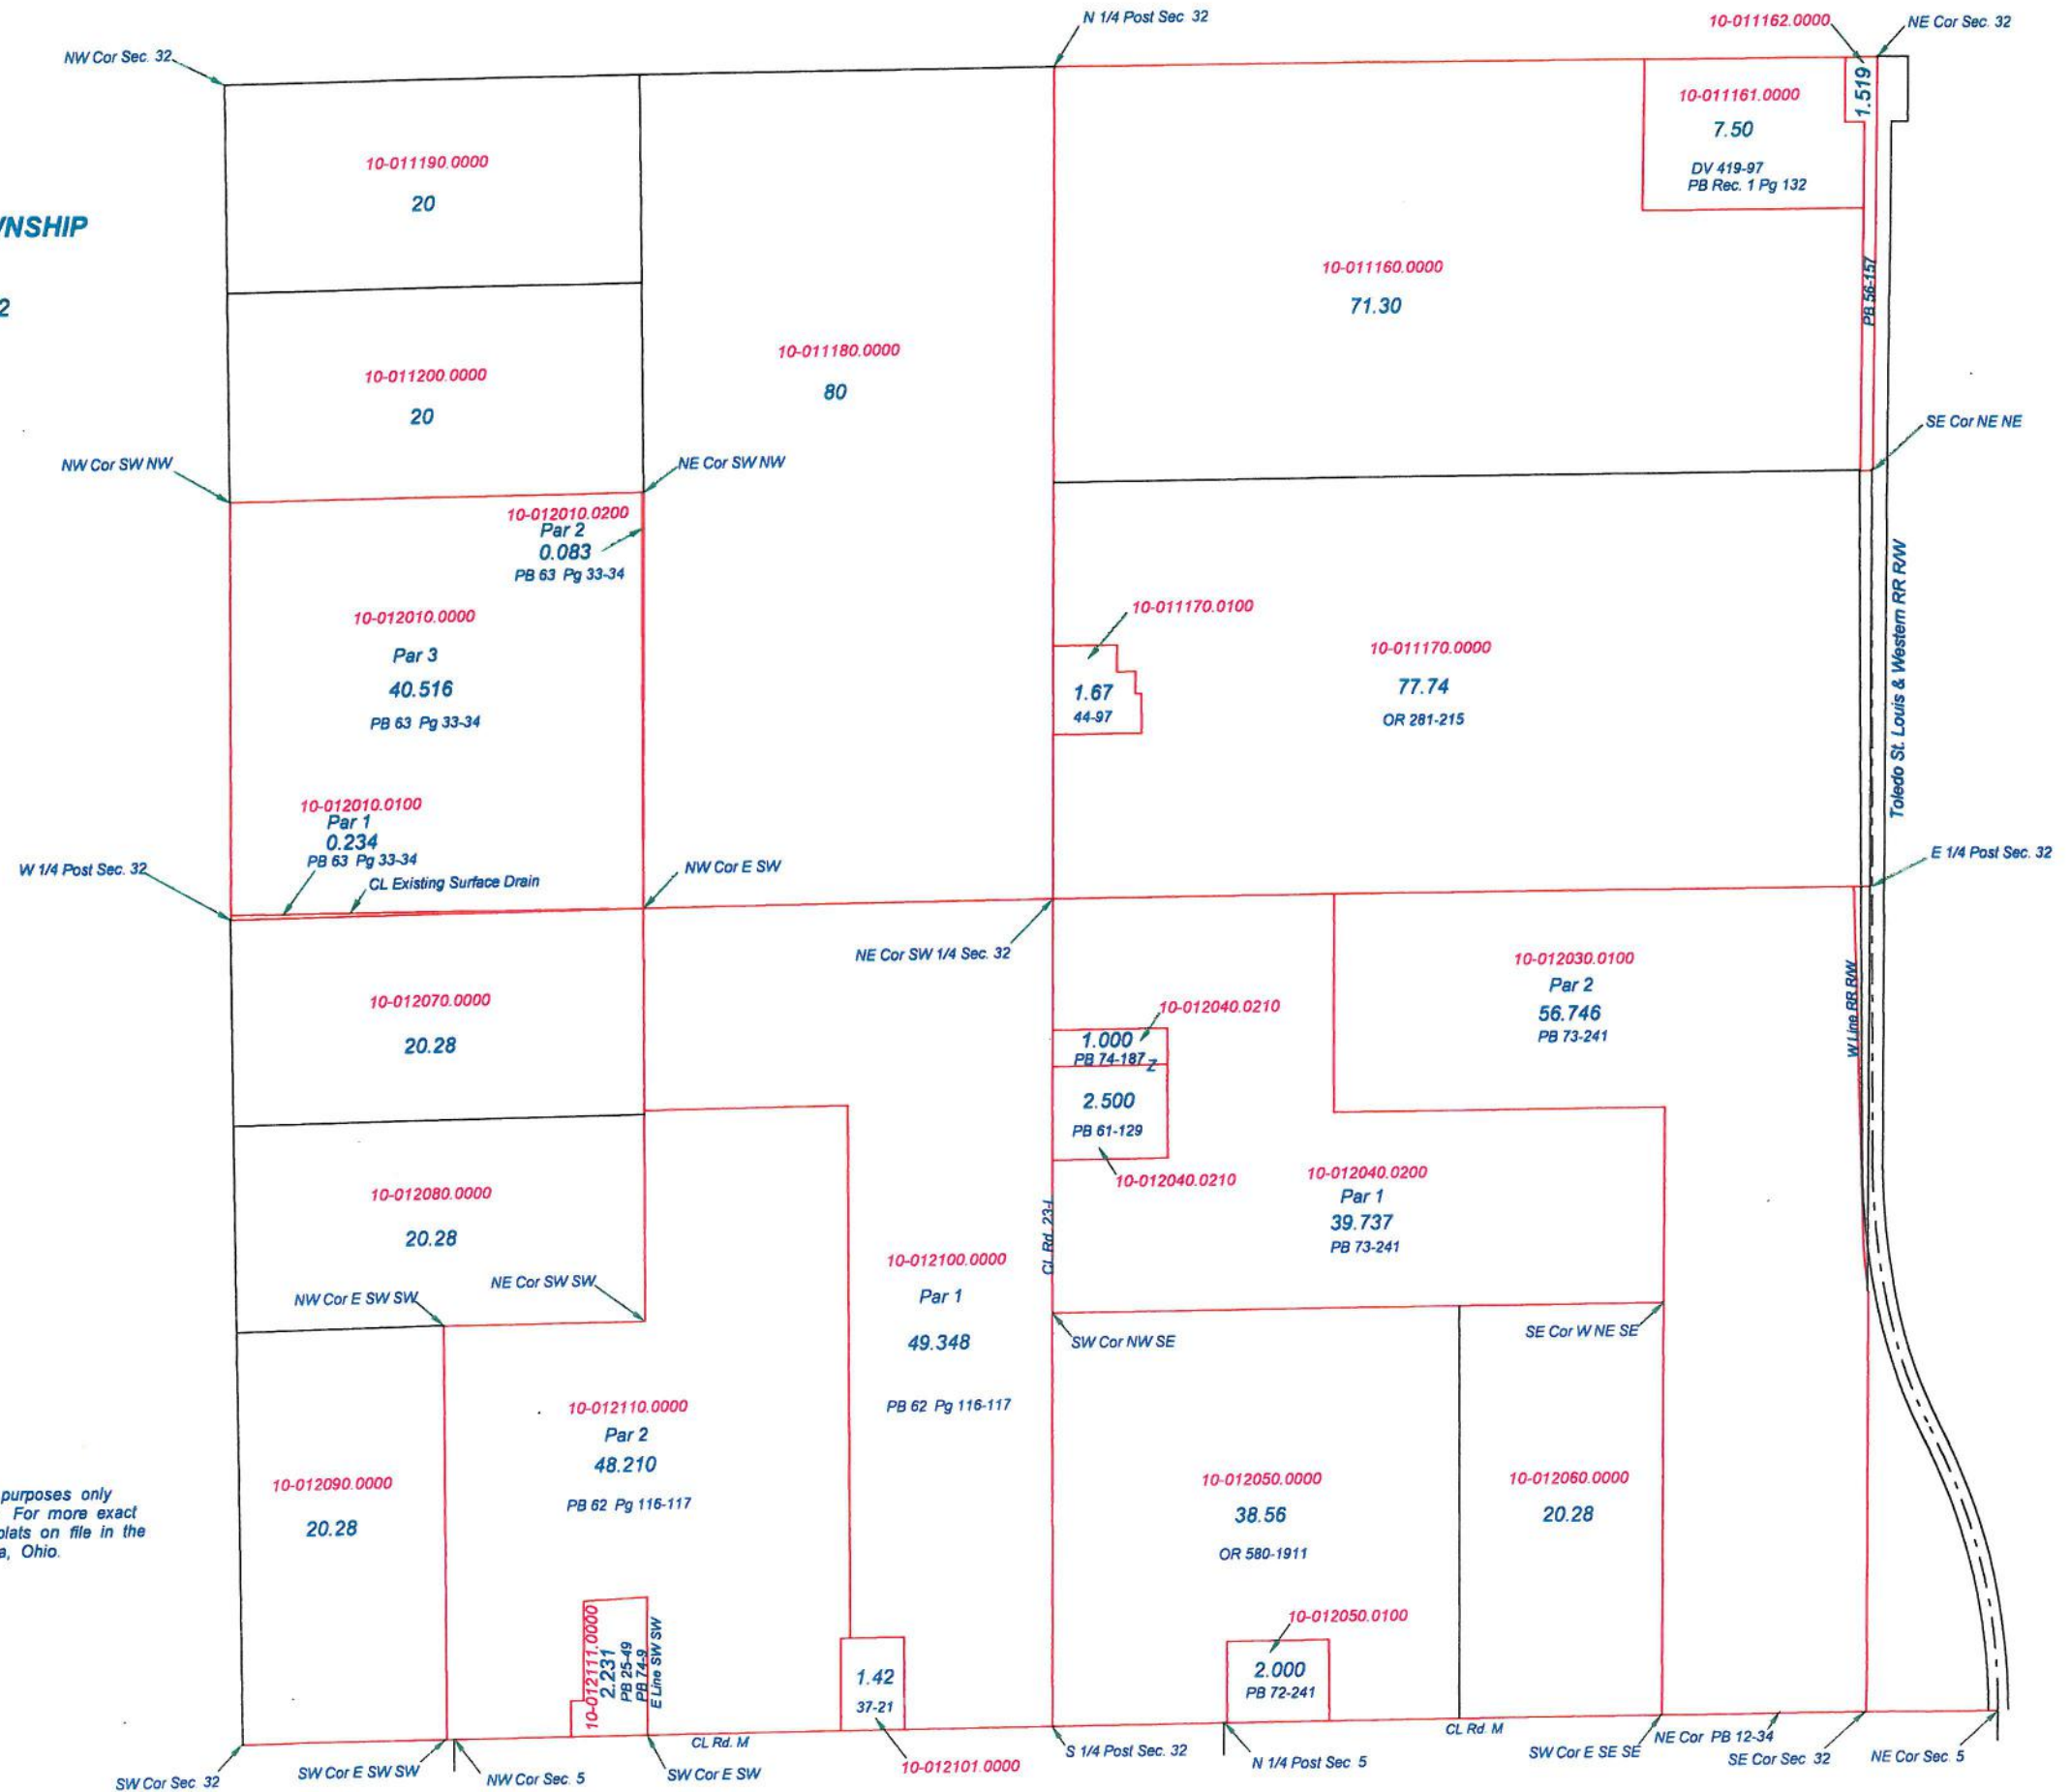 N 1/4 Post Sec 32
10-011162.0000
NE Cor Sec. 32
NW Cor Sec. 32
1.519
10-011161.0000
7.50
DV 419-97
PB Rec. 1 Pg 132
10-011190.0000
20
PB 56-157
10-011160.0000
71.30
10-011180.0000
80
10-011200.0000
20
SE Cor NE NE
NW Cor SW NW
NE Cor SW NW
10-012010.0200
Par 2
0.083
PB 63 Pg 33-34
Toledo St. Louis & Western RR R/W
10-012010.0000
Par 3
40.516
PB 63 Pg 33-34
10-011170.0100
1.67
44-97
10-011170.0000
77.74
OR 281-215
10-012010.0100
Par 1
0.234
PB 63 Pg 33-34
CL Existing Surface Drain
W 1/4 Post Sec. 32
NW Cor E SW
E 1/4 Post Sec. 32
NE Cor SW 1/4 Sec. 32
10-012030.0100
Par 2
56.746
PB 73-241
W Line RR R/W
10-012070.0000
20.28
10-012040.0210
1.000
PB 74-187
Z
2.500
PB 61-129
10-012040.0210
10-012040.0200
Par 1
39.737
PB 73-241
10-012080.0000
20.28
CL Rd. 23-L
10-012100.0000
Par 1
49.348
PB 62 Pg 116-117
NW Cor E SW SW
NE Cor SW SW
SW Cor NW SE
SE Cor W NE SE
10-012110.0000
Par 2
48.210
PB 62 Pg 116-117
10-012090.0000
20.28
10-012050.0000
38.56
OR 580-1911
10-012060.0000
20.28
purposes only
For more exact
plats on file in the
Ohio.
10-012111.0000
2.231
PB 25-49
PB 74-9
E Line SW SW
1.42
37-21
10-012050.0100
2.000
PB 72-241
CL Rd. M
CL Rd. M
SW Cor Sec. 32
SW Cor E SW SW
NW Cor Sec. 5
SW Cor E SW
10-012101.0000
S 1/4 Post Sec. 32
N 1/4 Post Sec 5
SW Cor E SE SE
NE Cor PB 12-34
SE Cor Sec 32
NE Cor Sec. 5